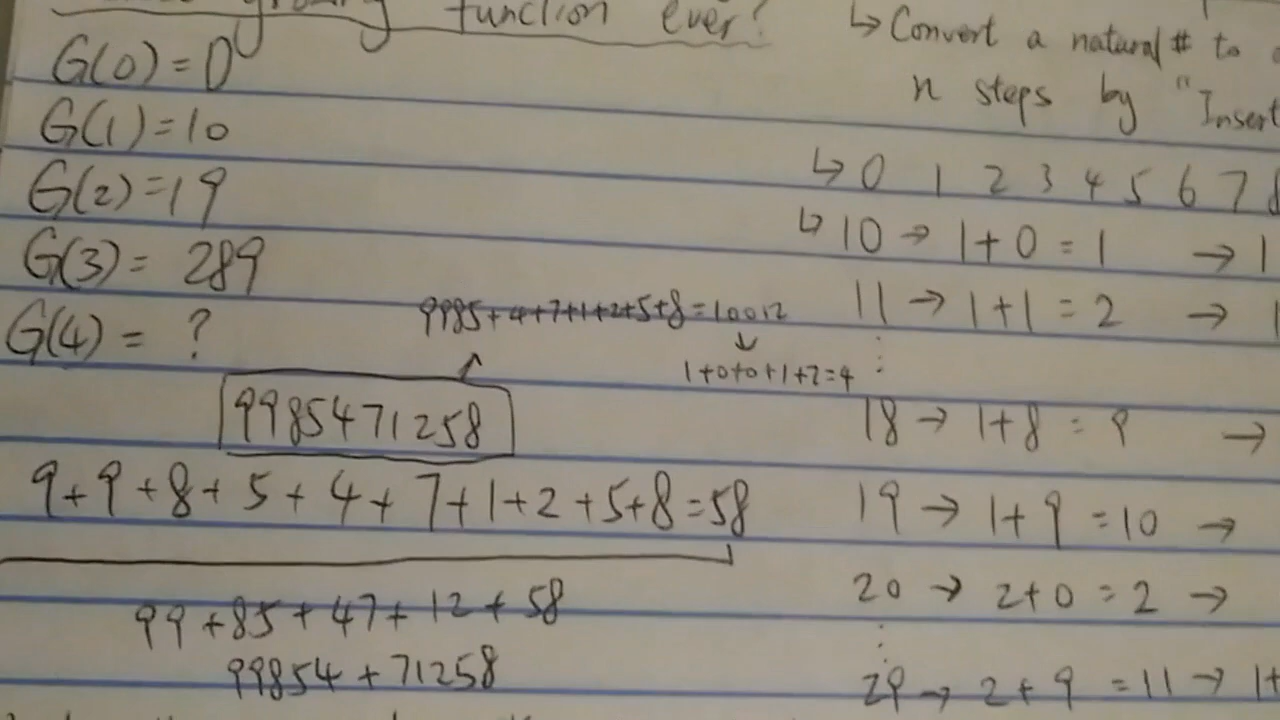 function ever?
G(0)=0
G(1)=10
G(2)=19
G(3)= 289
G(4)= ?
9985+4+7+1+2+5+8=10012
↓
1+0+0+1+2=4
9985471258
9+9+8+5+4+7+1+2+5+8=58
99+85+47+12+58
99854+71258
↳ Convert a natural # to
n steps by "Insert
↳ 0 1 2 3 4 5 6 7
↳ 10 → 1+0 = 1 → 1
11 → 1+1 = 2 →
⋮
18 → 1+8 = 9 →
19 → 1+9 = 10 →
20 → 2+0 = 2 →
⋮
29 → 2+9 = 11 → 1+